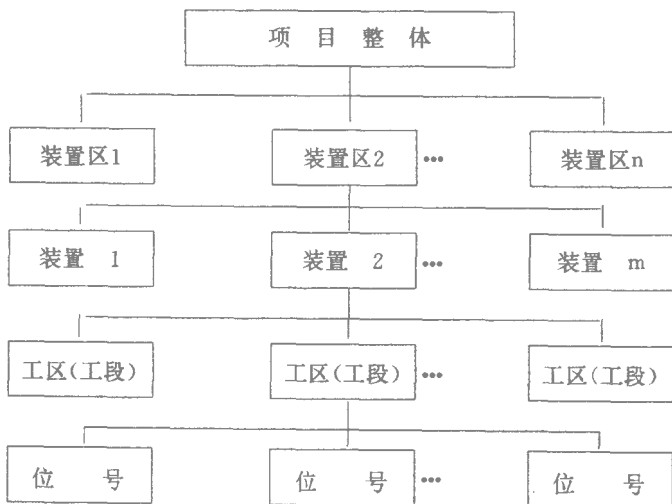 项 目 整 体
装置区1 装置区2 ••• 装置区n
装置 1 装置 2 ••• 装置 m
工区(工段) 工区(工段) ••• 工区(工段)
位 号 位 号 ••• 位 号